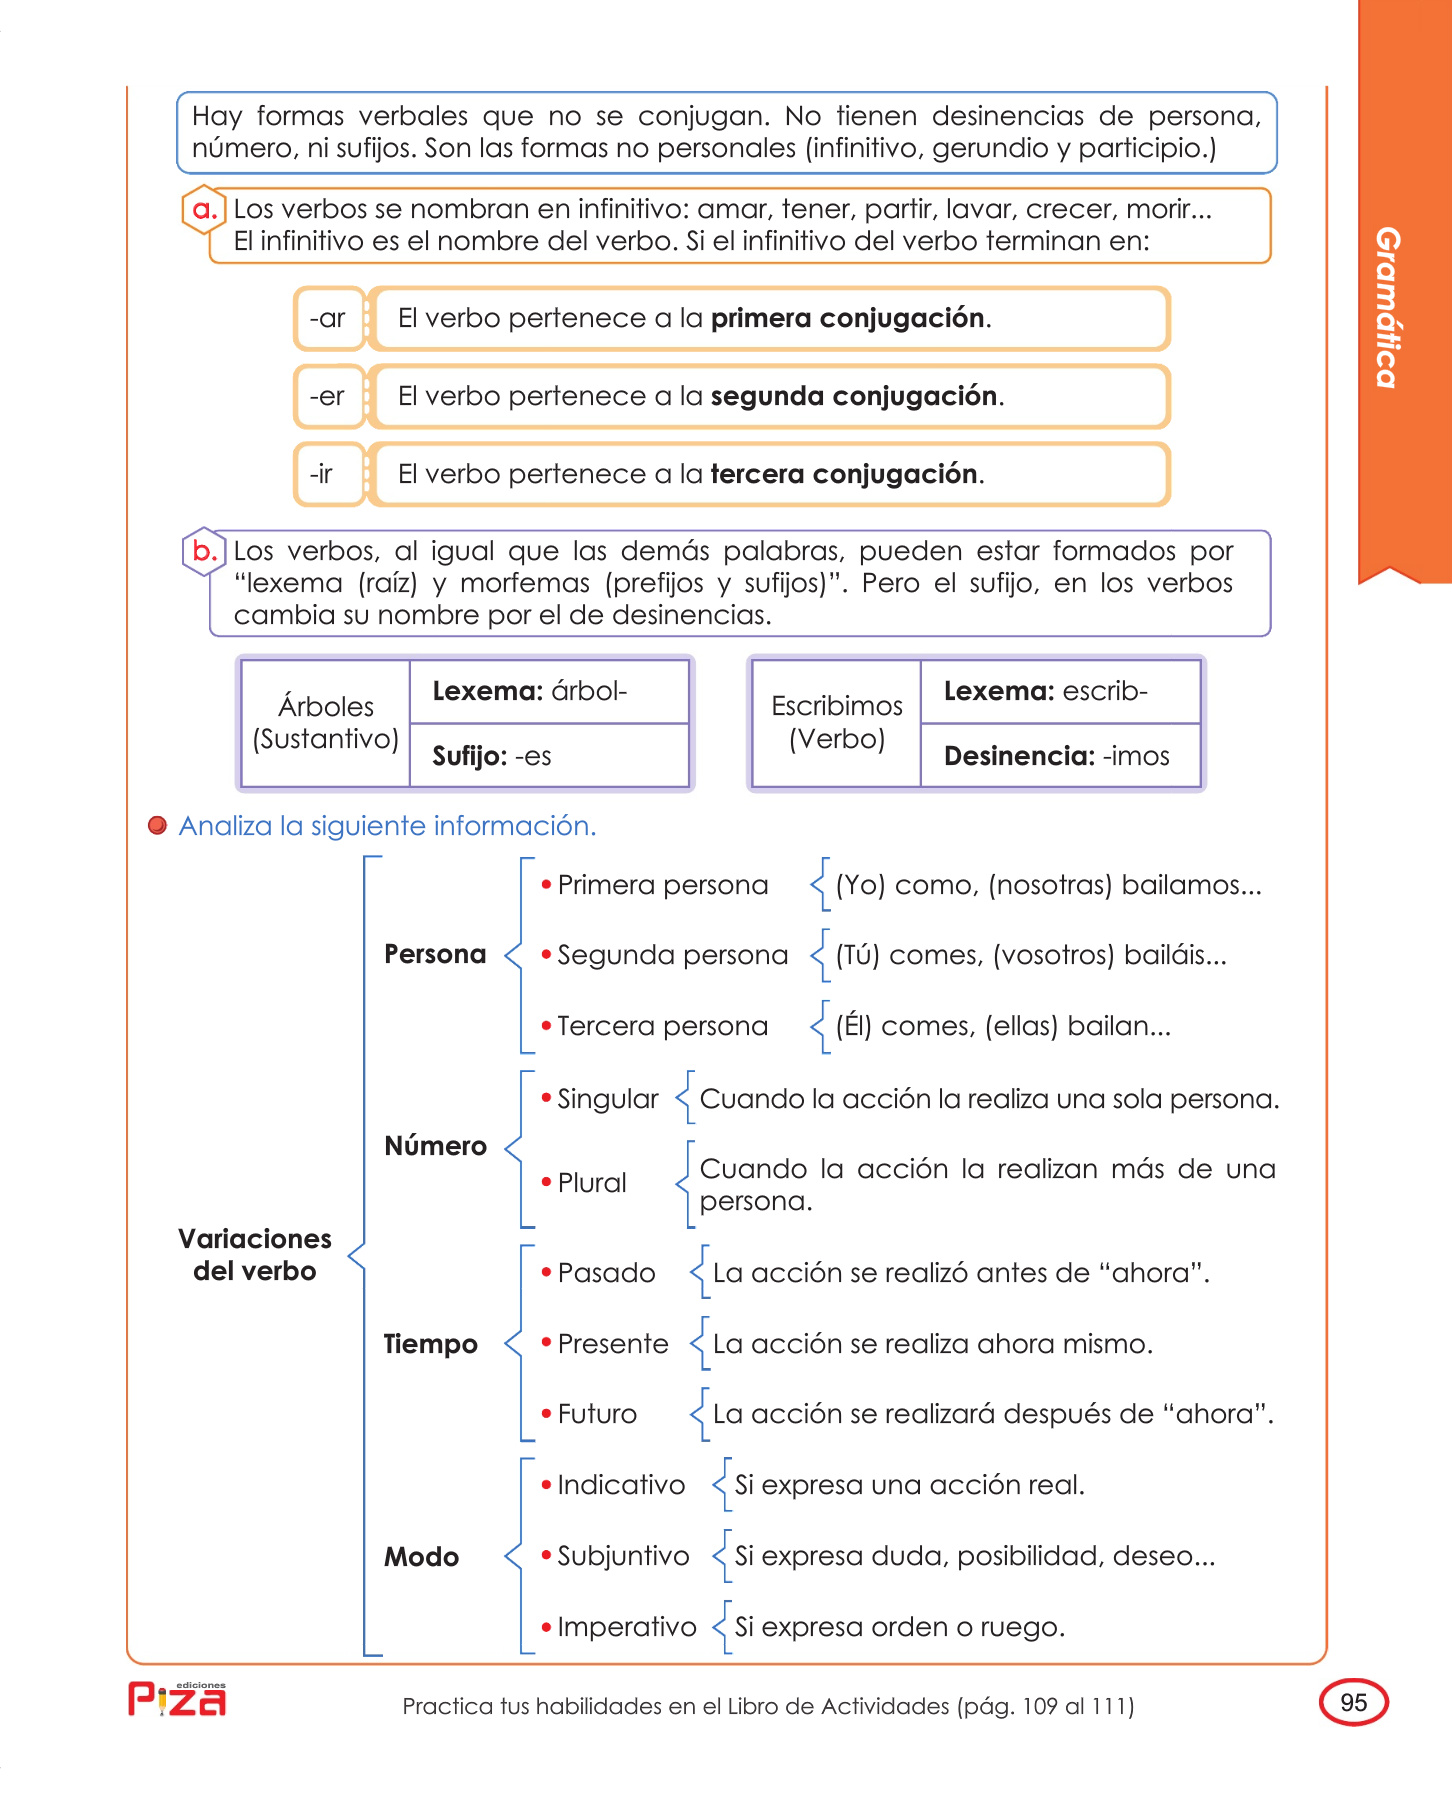 Gramática
Hay formas verbales que no se conjugan. No tienen desinencias de persona,
número, ni sufijos. Son las formas no personales (infinitivo, gerundio y participio.)
a. Los verbos se nombran en infinitivo: amar, tener, partir, lavar, crecer, morir...
El infinitivo es el nombre del verbo. Si el infinitivo del verbo terminan en:
-ar El verbo pertenece a la primera conjugación.
-er El verbo pertenece a la segunda conjugación.
-ir El verbo pertenece a la tercera conjugación.
b. Los verbos, al igual que las demás palabras, pueden estar formados por
“lexema (raíz) y morfemas (prefijos y sufijos)”. Pero el sufijo, en los verbos
cambia su nombre por el de desinencias.
Árboles
(Sustantivo)
Lexema: árbol-
Sufijo: -es
Escribimos
(Verbo)
Lexema: escrib-
Desinencia: -imos
Analiza la siguiente información.
Variaciones
del verbo
Persona
• Primera persona (Yo) como, (nosotras) bailamos...
• Segunda persona (Tú) comes, (vosotros) bailáis...
• Tercera persona (Él) comes, (ellas) bailan...
Número
• Singular Cuando la acción la realiza una sola persona.
• Plural Cuando la acción la realizan más de una
persona.
Tiempo
• Pasado La acción se realizó antes de “ahora”.
• Presente La acción se realiza ahora mismo.
• Futuro La acción se realizará después de “ahora”.
Modo
• Indicativo Si expresa una acción real.
• Subjuntivo Si expresa duda, posibilidad, deseo...
• Imperativo Si expresa orden o ruego.
ediciones
PizA
Practica tus habilidades en el Libro de Actividades (pág. 109 al 111)
95